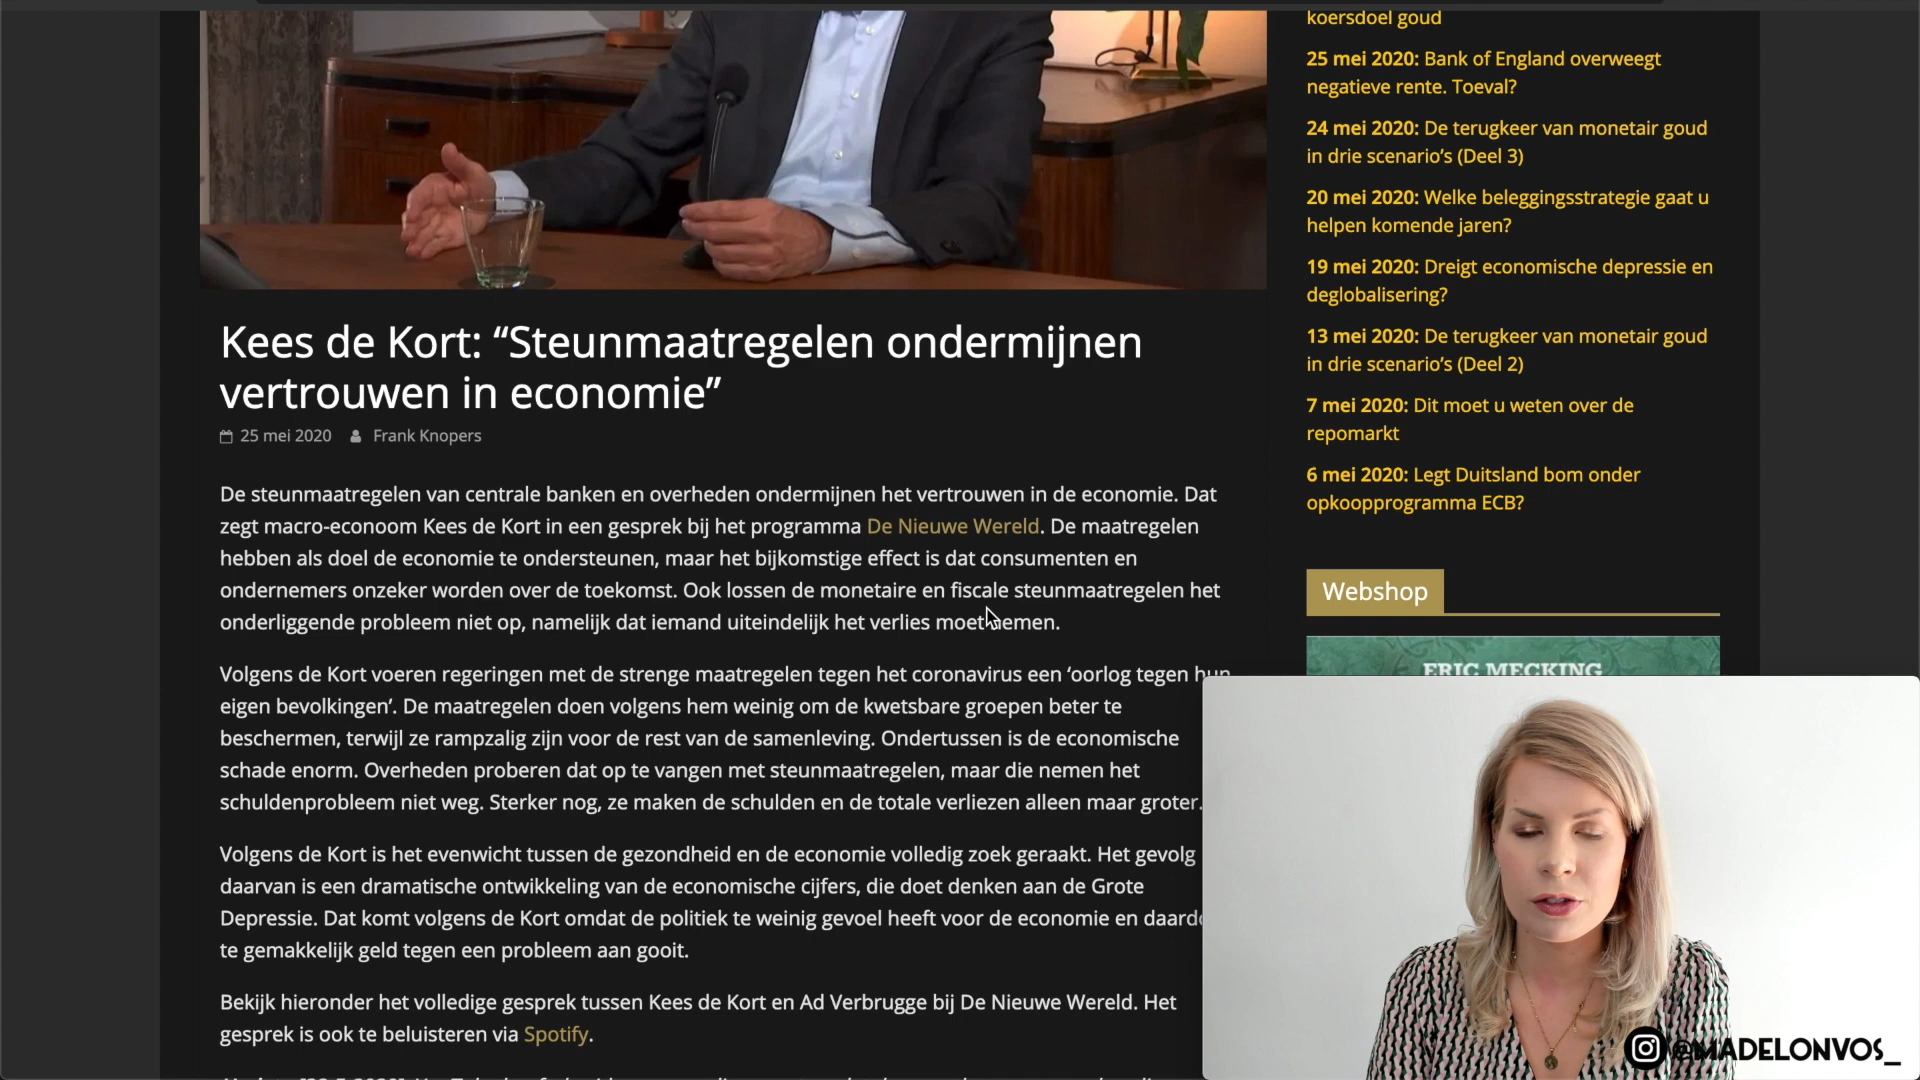 koersdoel goud
25 mei 2020: Bank of England overweegt
negatieve rente. Toeval?
24 mei 2020: De terugkeer van monetair goud
in drie scenario’s (Deel 3)
20 mei 2020: Welke beleggingsstrategie gaat u
helpen komende jaren?
19 mei 2020: Dreigt economische depressie en
deglobalisering?
13 mei 2020: De terugkeer van monetair goud
in drie scenario’s (Deel 2)
7 mei 2020: Dit moet u weten over de
repomarkt
6 mei 2020: Legt Duitsland bom onder
opkoopprogramma ECB?
Webshop
ERIC MECKING
Kees de Kort: “Steunmaatregelen ondermijnen
vertrouwen in economie”
25 mei 2020 Frank Knopers
De steunmaatregelen van centrale banken en overheden ondermijnen het vertrouwen in de economie. Dat
zegt macro-econoom Kees de Kort in een gesprek bij het programma De Nieuwe Wereld. De maatregelen
hebben als doel de economie te ondersteunen, maar het bijkomstige effect is dat consumenten en
ondernemers onzeker worden over de toekomst. Ook lossen de monetaire en fiscale steunmaatregelen het
onderliggende probleem niet op, namelijk dat iemand uiteindelijk het verlies moet nemen.
Volgens de Kort voeren regeringen met de strenge maatregelen tegen het coronavirus een ‘oorlog tegen hun
eigen bevolkingen’. De maatregelen doen volgens hem weinig om de kwetsbare groepen beter te
beschermen, terwijl ze rampzalig zijn voor de rest van de samenleving. Ondertussen is de economische
schade enorm. Overheden proberen dat op te vangen met steunmaatregelen, maar die nemen het
schuldenprobleem niet weg. Sterker nog, ze maken de schulden en de totale verliezen alleen maar groter.
Volgens de Kort is het evenwicht tussen de gezondheid en de economie volledig zoek geraakt. Het gevolg
daarvan is een dramatische ontwikkeling van de economische cijfers, die doet denken aan de Grote
Depressie. Dat komt volgens de Kort omdat de politiek te weinig gevoel heeft voor de economie en
te gemakkelijk geld tegen een probleem aan gooit.
Bekijk hieronder het volledige gesprek tussen Kees de Kort en Ad Verbrugge bij De Nieuwe Wereld. Het
gesprek is ook te beluisteren via Spotify.
@MADELONVOS_